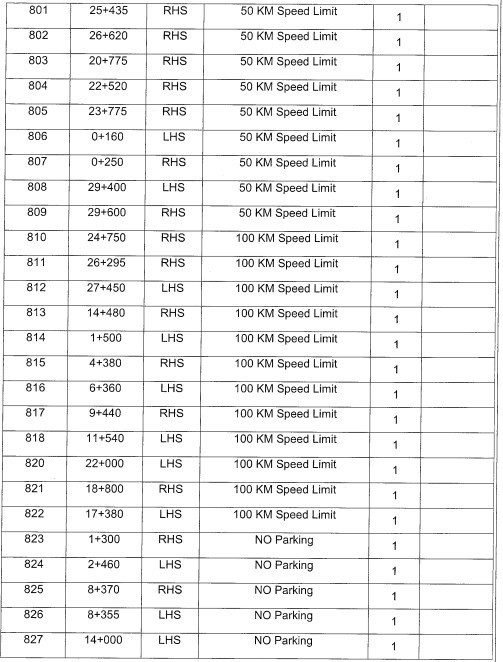 801 25+435 RHS 50 KM Speed Limit 1
802 26+620 RHS 50 KM Speed Limit 1
803 20+775 RHS 50 KM Speed Limit 1
804 22+520 RHS 50 KM Speed Limit 1
805 23+775 RHS 50 KM Speed Limit 1
806 0+160 LHS 50 KM Speed Limit 1
807 0+250 RHS 50 KM Speed Limit 1
808 29+400 LHS 50 KM Speed Limit 1
809 29+600 RHS 50 KM Speed Limit 1
810 24+750 RHS 100 KM Speed Limit 1
811 26+295 RHS 100 KM Speed Limit 1
812 27+450 LHS 100 KM Speed Limit 1
813 14+480 RHS 100 KM Speed Limit 1
814 1+500 LHS 100 KM Speed Limit 1
815 4+380 RHS 100 KM Speed Limit 1
816 6+360 LHS 100 KM Speed Limit 1
817 9+440 RHS 100 KM Speed Limit 1
818 11+540 LHS 100 KM Speed Limit 1
820 22+000 LHS 100 KM Speed Limit 1
821 18+800 RHS 100 KM Speed Limit 1
822 17+380 LHS 100 KM Speed Limit 1
823 1+300 RHS NO Parking 1
824 2+460 LHS NO Parking 1
825 8+370 RHS NO Parking 1
826 8+355 LHS NO Parking 1
827 14+000 LHS NO Parking 1